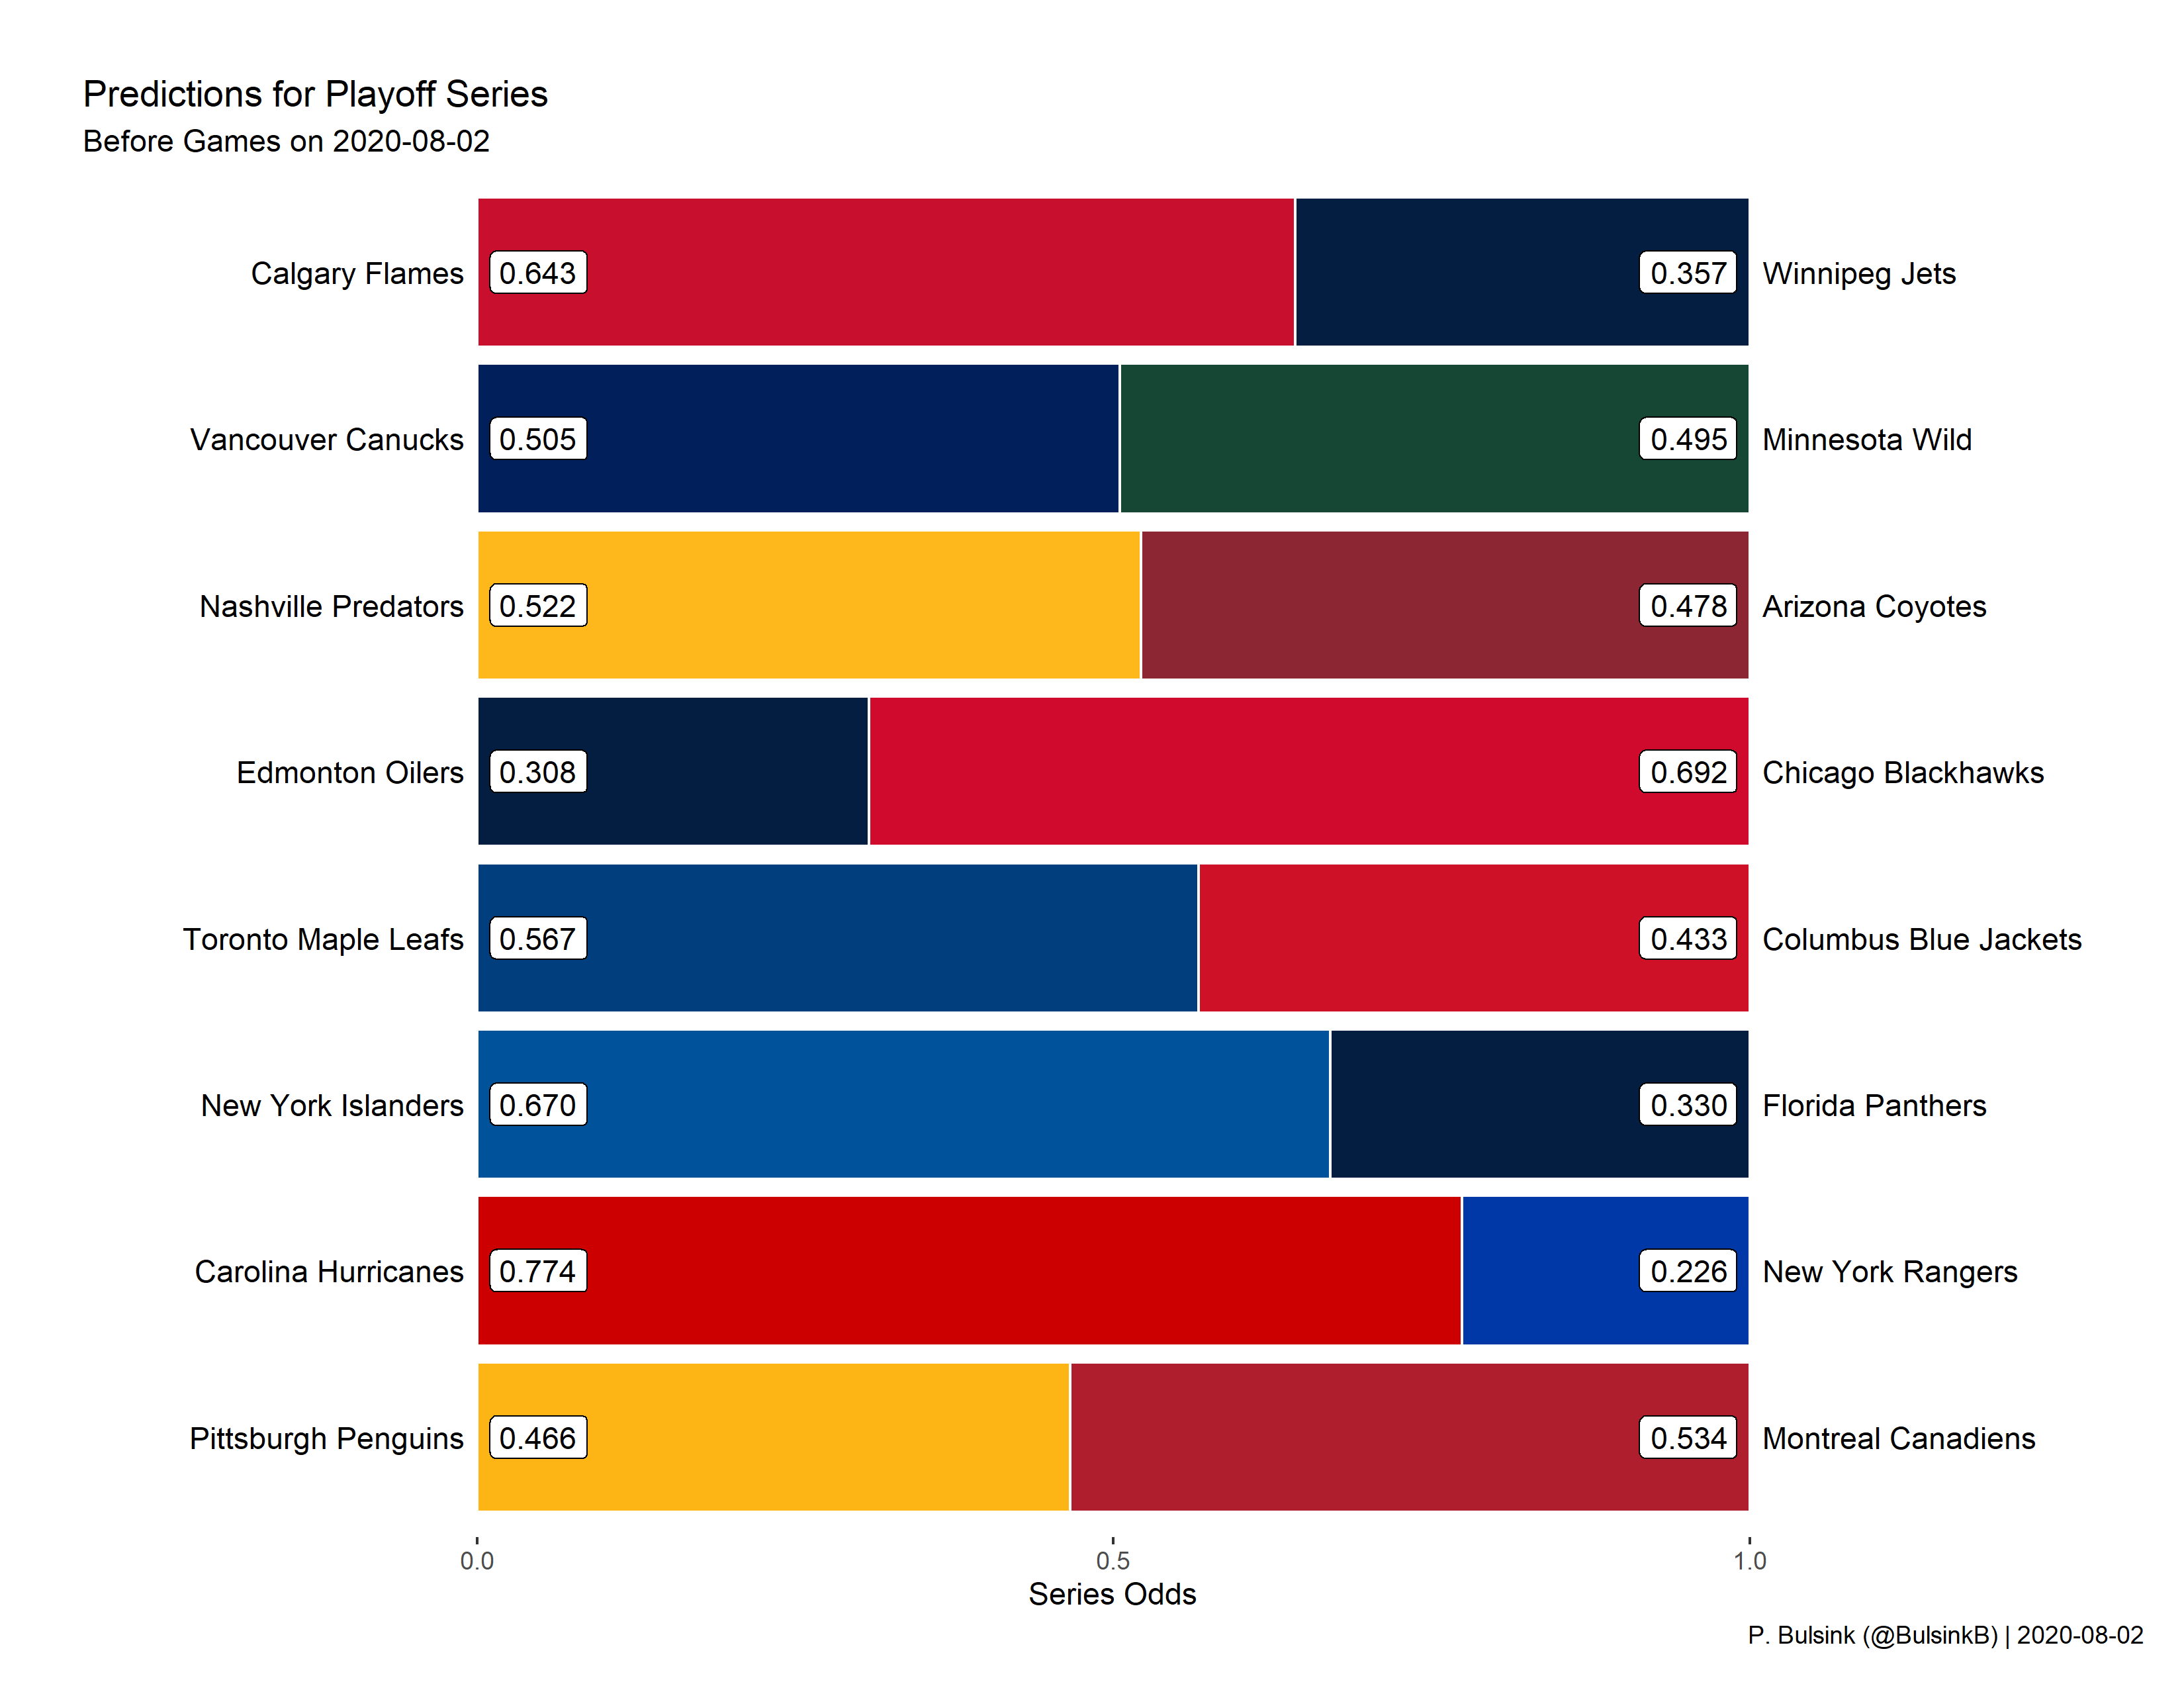 Predictions for Playoff Series
Before Games on 2020-08-02
Calgary Flames 0.643 0.357 Winnipeg Jets
Vancouver Canucks 0.505 0.495 Minnesota Wild
Nashville Predators 0.522 0.478 Arizona Coyotes
Edmonton Oilers 0.308 0.692 Chicago Blackhawks
Toronto Maple Leafs 0.567 0.433 Columbus Blue Jackets
New York Islanders 0.670 0.330 Florida Panthers
Carolina Hurricanes 0.774 0.226 New York Rangers
Pittsburgh Penguins 0.466 0.534 Montreal Canadiens
0.0 0.5 1.0
Series Odds
P. Bulsink (@BulsinkB) | 2020-08-02